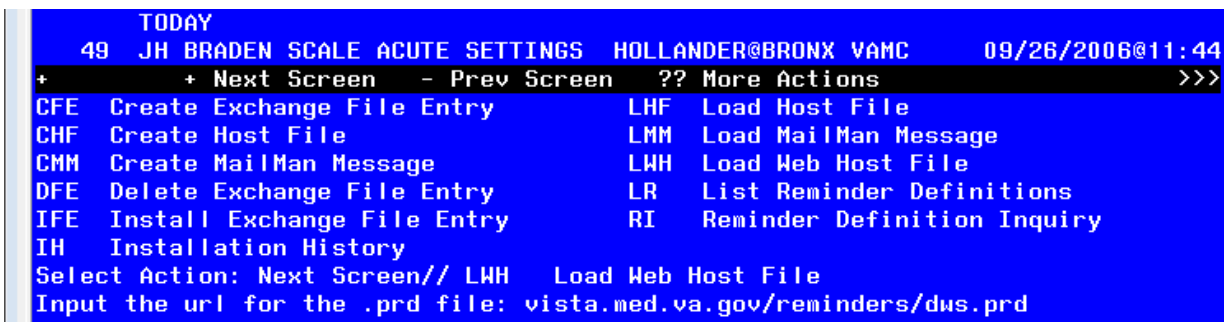 TODAY
49 JH BRADEN SCALE ACUTE SETTINGS HOLLANDER@BRONX VAMC 09/26/2006@11:44
+ + Next Screen - Prev Screen ?? More Actions >>>
CFE Create Exchange File Entry LHF Load Host File
CHF Create Host File LMM Load MailMan Message
CMM Create MailMan Message LWH Load Web Host File
DFE Delete Exchange File Entry LR List Reminder Definitions
IFE Install Exchange File Entry RI Reminder Definition Inquiry
IH Installation History
Select Action: Next Screen// LWH Load Web Host File
Input the url for the .prd file: vista.med.va.gov/reminders/dws.prd